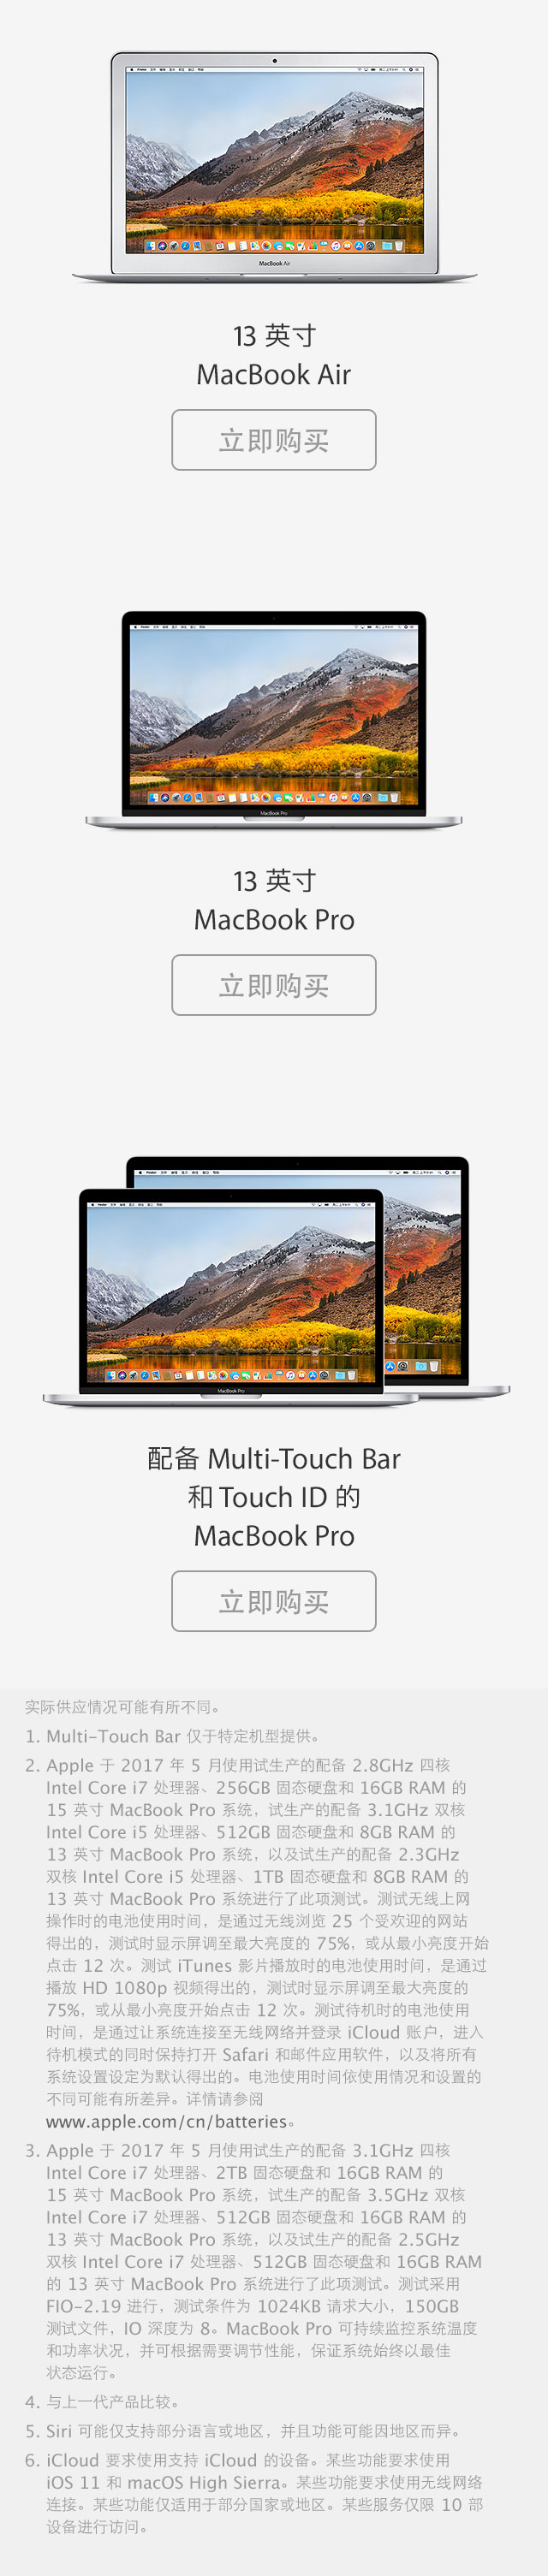 MacBook Air
13 英寸
MacBook Air
立即购买
MacBook Pro
13 英寸
MacBook Pro
立即购买
MacBook Pro
配备 Multi-Touch Bar
和 Touch ID 的
MacBook Pro
立即购买
实际供应情况可能有所不同。
1. Multi-Touch Bar 仅于特定机型提供。
2. Apple 于 2017 年 5 月使用试生产的配备 2.8GHz 四核
Intel Core i7 处理器、256GB 固态硬盘和 16GB RAM 的
15 英寸 MacBook Pro 系统，试生产的配备 3.1GHz 双核
Intel Core i5 处理器、512GB 固态硬盘和 8GB RAM 的
13 英寸 MacBook Pro 系统，以及试生产的配备 2.3GHz
双核 Intel Core i5 处理器、1TB 固态硬盘和 8GB RAM 的
13 英寸 MacBook Pro 系统进行了此项测试。测试无线上网
操作时的电池使用时间，是通过无线浏览 25 个受欢迎的网站
得出的，测试时显示屏调至最大亮度的 75%，或从最小亮度开始
点击 12 次。测试 iTunes 影片播放时的电池使用时间，是通过
播放 HD 1080p 视频得出的，测试时显示屏调至最大亮度的
75%，或从最小亮度开始点击 12 次。测试待机时的电池使用
时间，是通过让系统连接至无线网络并登录 iCloud 账户，进入
待机模式的同时保持打开 Safari 和邮件应用软件，以及将所有
系统设置设定为默认得出的。电池使用时间依使用情况和设置的
不同可能有所差异。详情请参阅
www.apple.com/cn/batteries。
3. Apple 于 2017 年 5 月使用试生产的配备 3.1GHz 四核
Intel Core i7 处理器、2TB 固态硬盘和 16GB RAM 的
15 英寸 MacBook Pro 系统，试生产的配备 3.5GHz 双核
Intel Core i7 处理器、512GB 固态硬盘和 16GB RAM 的
13 英寸 MacBook Pro 系统，以及试生产的配备 2.5GHz
双核 Intel Core i7 处理器、512GB 固态硬盘和 16GB RAM
的 13 英寸 MacBook Pro 系统进行了此项测试。测试采用
FIO-2.19 进行，测试条件为 1024KB 请求大小，150GB
测试文件，IO 深度为 8。MacBook Pro 可持续监控系统温度
和功率状况，并可根据需要调节性能，保证系统始终以最佳
状态运行。
4. 与上一代产品比较。
5. Siri 可能仅支持部分语言或地区，并且功能可能因地区而异。
6. iCloud 要求使用支持 iCloud 的设备。某些功能要求使用
iOS 11 和 macOS High Sierra。某些功能要求使用无线网络
连接。某些功能仅适用于部分国家或地区。某些服务仅限 10 部
设备进行访问。